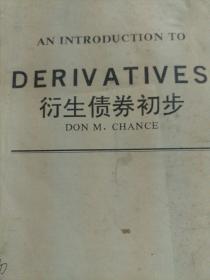 AN INTRODUCTION TO
DERIVATIVES
衍生债券初步
DON M. CHANCE